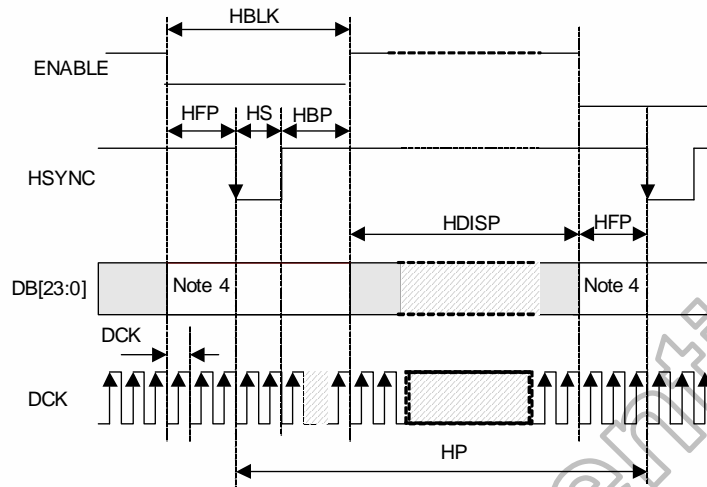 HBLK
ENABLE
HFP HS HBP
HSYNC
HDISP HFP
DB[23:0] Note 4 Note 4
DCK
DCK
HP